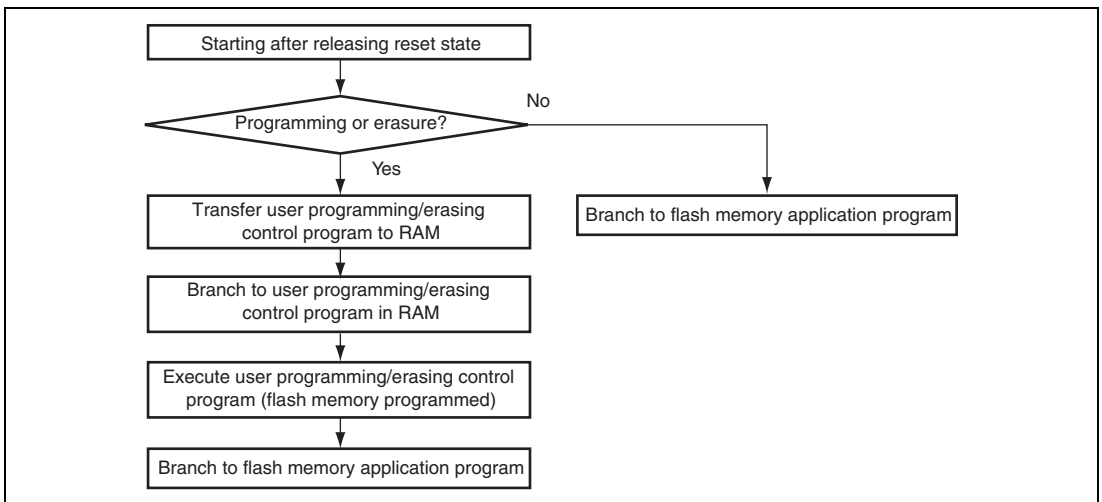 Starting after releasing reset state
No
Programming or erasure?
Yes
Transfer user programming/erasing
control program to RAM
Branch to flash memory application program
Branch to user programming/erasing
control program in RAM
Execute user programming/erasing control
program (flash memory programmed)
Branch to flash memory application program